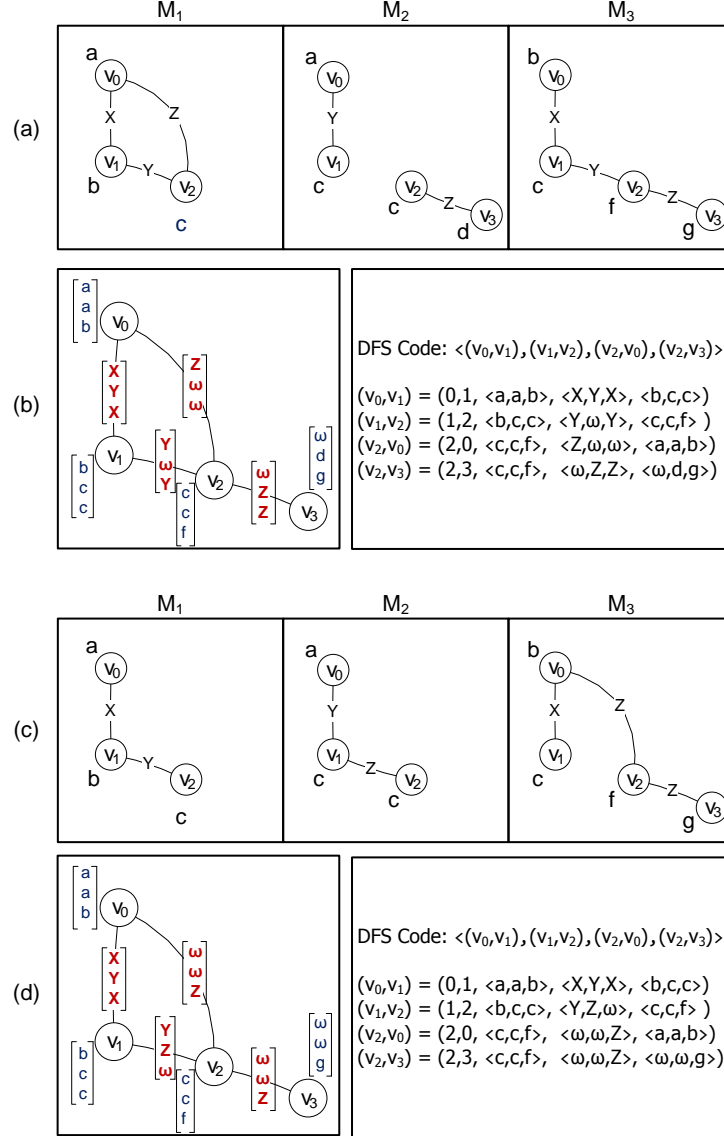 M₁ M₂ M₃
(a)
a
v₀
X
Z
v₁
b
Y
v₂
c
a
v₀
Y
v₁
c
v₂
c
Z
v₃
d
b
v₀
X
v₁
c
Y
v₂
f
Z
v₃
g
(b)
a
a
b
v₀
X
Y
X
Z
ω
ω
v₁
b
c
c
Y
ω
Y
v₂
c
c
f
ω
Z
Z
v₃
ω
d
g
DFS Code: <(v₀,v₁),(v₁,v₂),(v₂,v₀),(v₂,v₃)>
(v₀,v₁) = (0,1, <a,a,b>, <X,Y,X>, <b,c,c>)
(v₁,v₂) = (1,2, <b,c,c>, <Y,ω,Y>, <c,c,f> )
(v₂,v₀) = (2,0, <c,c,f>, <Z,ω,ω>, <a,a,b>)
(v₂,v₃) = (2,3, <c,c,f>, <ω,Z,Z>, <ω,d,g>)
M₁ M₂ M₃
(c)
a
v₀
X
v₁
b
Y
v₂
c
a
v₀
Y
v₁
c
Z
v₂
c
b
v₀
X
Z
v₁
c
v₂
f
Z
v₃
g
(d)
a
a
b
v₀
X
Y
X
ω
ω
Z
v₁
b
c
c
Y
Z
ω
v₂
c
c
f
ω
ω
Z
v₃
ω
ω
g
DFS Code: <(v₀,v₁),(v₁,v₂),(v₂,v₀),(v₂,v₃)>
(v₀,v₁) = (0,1, <a,a,b>, <X,Y,X>, <b,c,c>)
(v₁,v₂) = (1,2, <b,c,c>, <Y,Z,ω>, <c,c,f> )
(v₂,v₀) = (2,0, <c,c,f>, <ω,ω,Z>, <a,a,b>)
(v₂,v₃) = (2,3, <c,c,f>, <ω,ω,Z>, <ω,ω,g>)